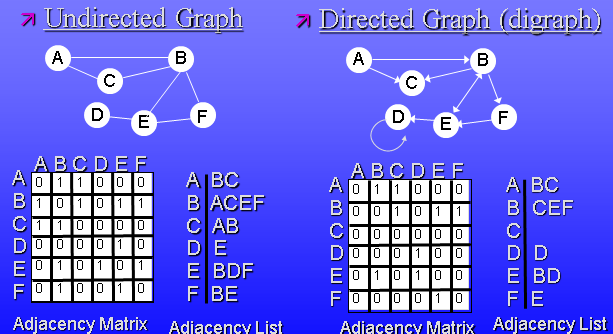 Undirected Graph
A
B
C
D
E
F
A B C D E F
A 0 1 1 0 0 0
B 1 0 1 0 1 1
C 1 1 0 0 0 0
D 0 0 0 0 1 0
E 0 1 0 1 0 1
F 0 1 0 0 1 0
Adjacency Matrix
A BC
B ACEF
C AB
D E
E BDF
F BE
Adjacency List
Directed Graph (digraph)
A
B
C
D
E
F
A B C D E F
A 0 1 1 0 0 0
B 0 0 1 0 1 1
C 0 0 0 0 0 0
D 0 0 0 1 0 0
E 0 1 0 1 0 0
F 0 0 0 0 1 0
Adjacency Matrix
A BC
B CEF
C
D D
E BD
F E
Adjacency List